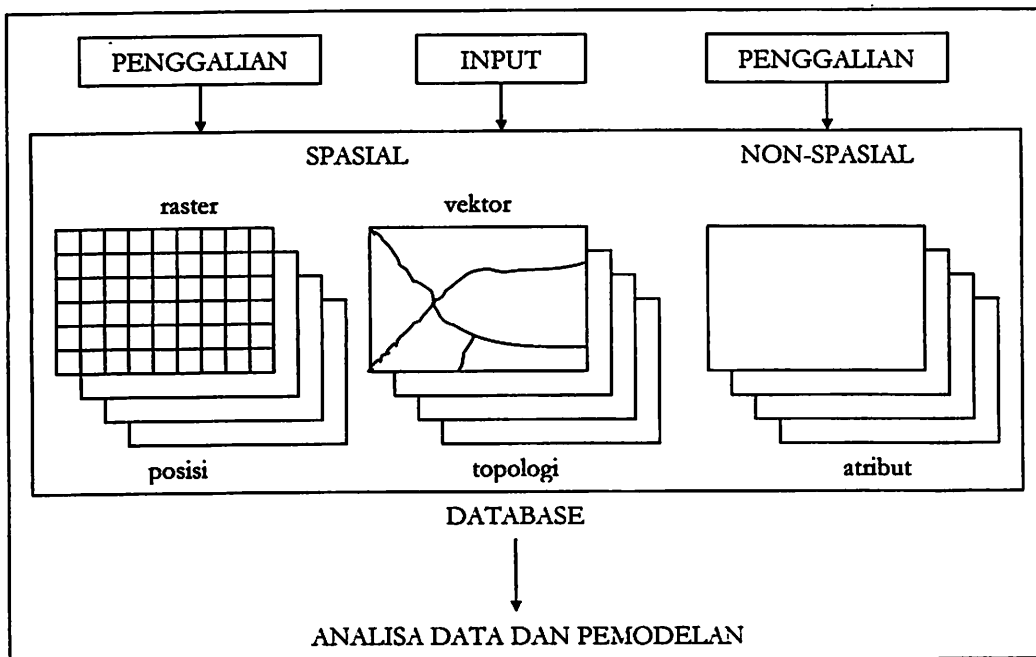 PENGGALIAN
INPUT
PENGGALIAN
SPASIAL
NON-SPASIAL
raster
vektor
posisi
topologi
atribut
DATABASE
ANALISA DATA DAN PEMODELAN